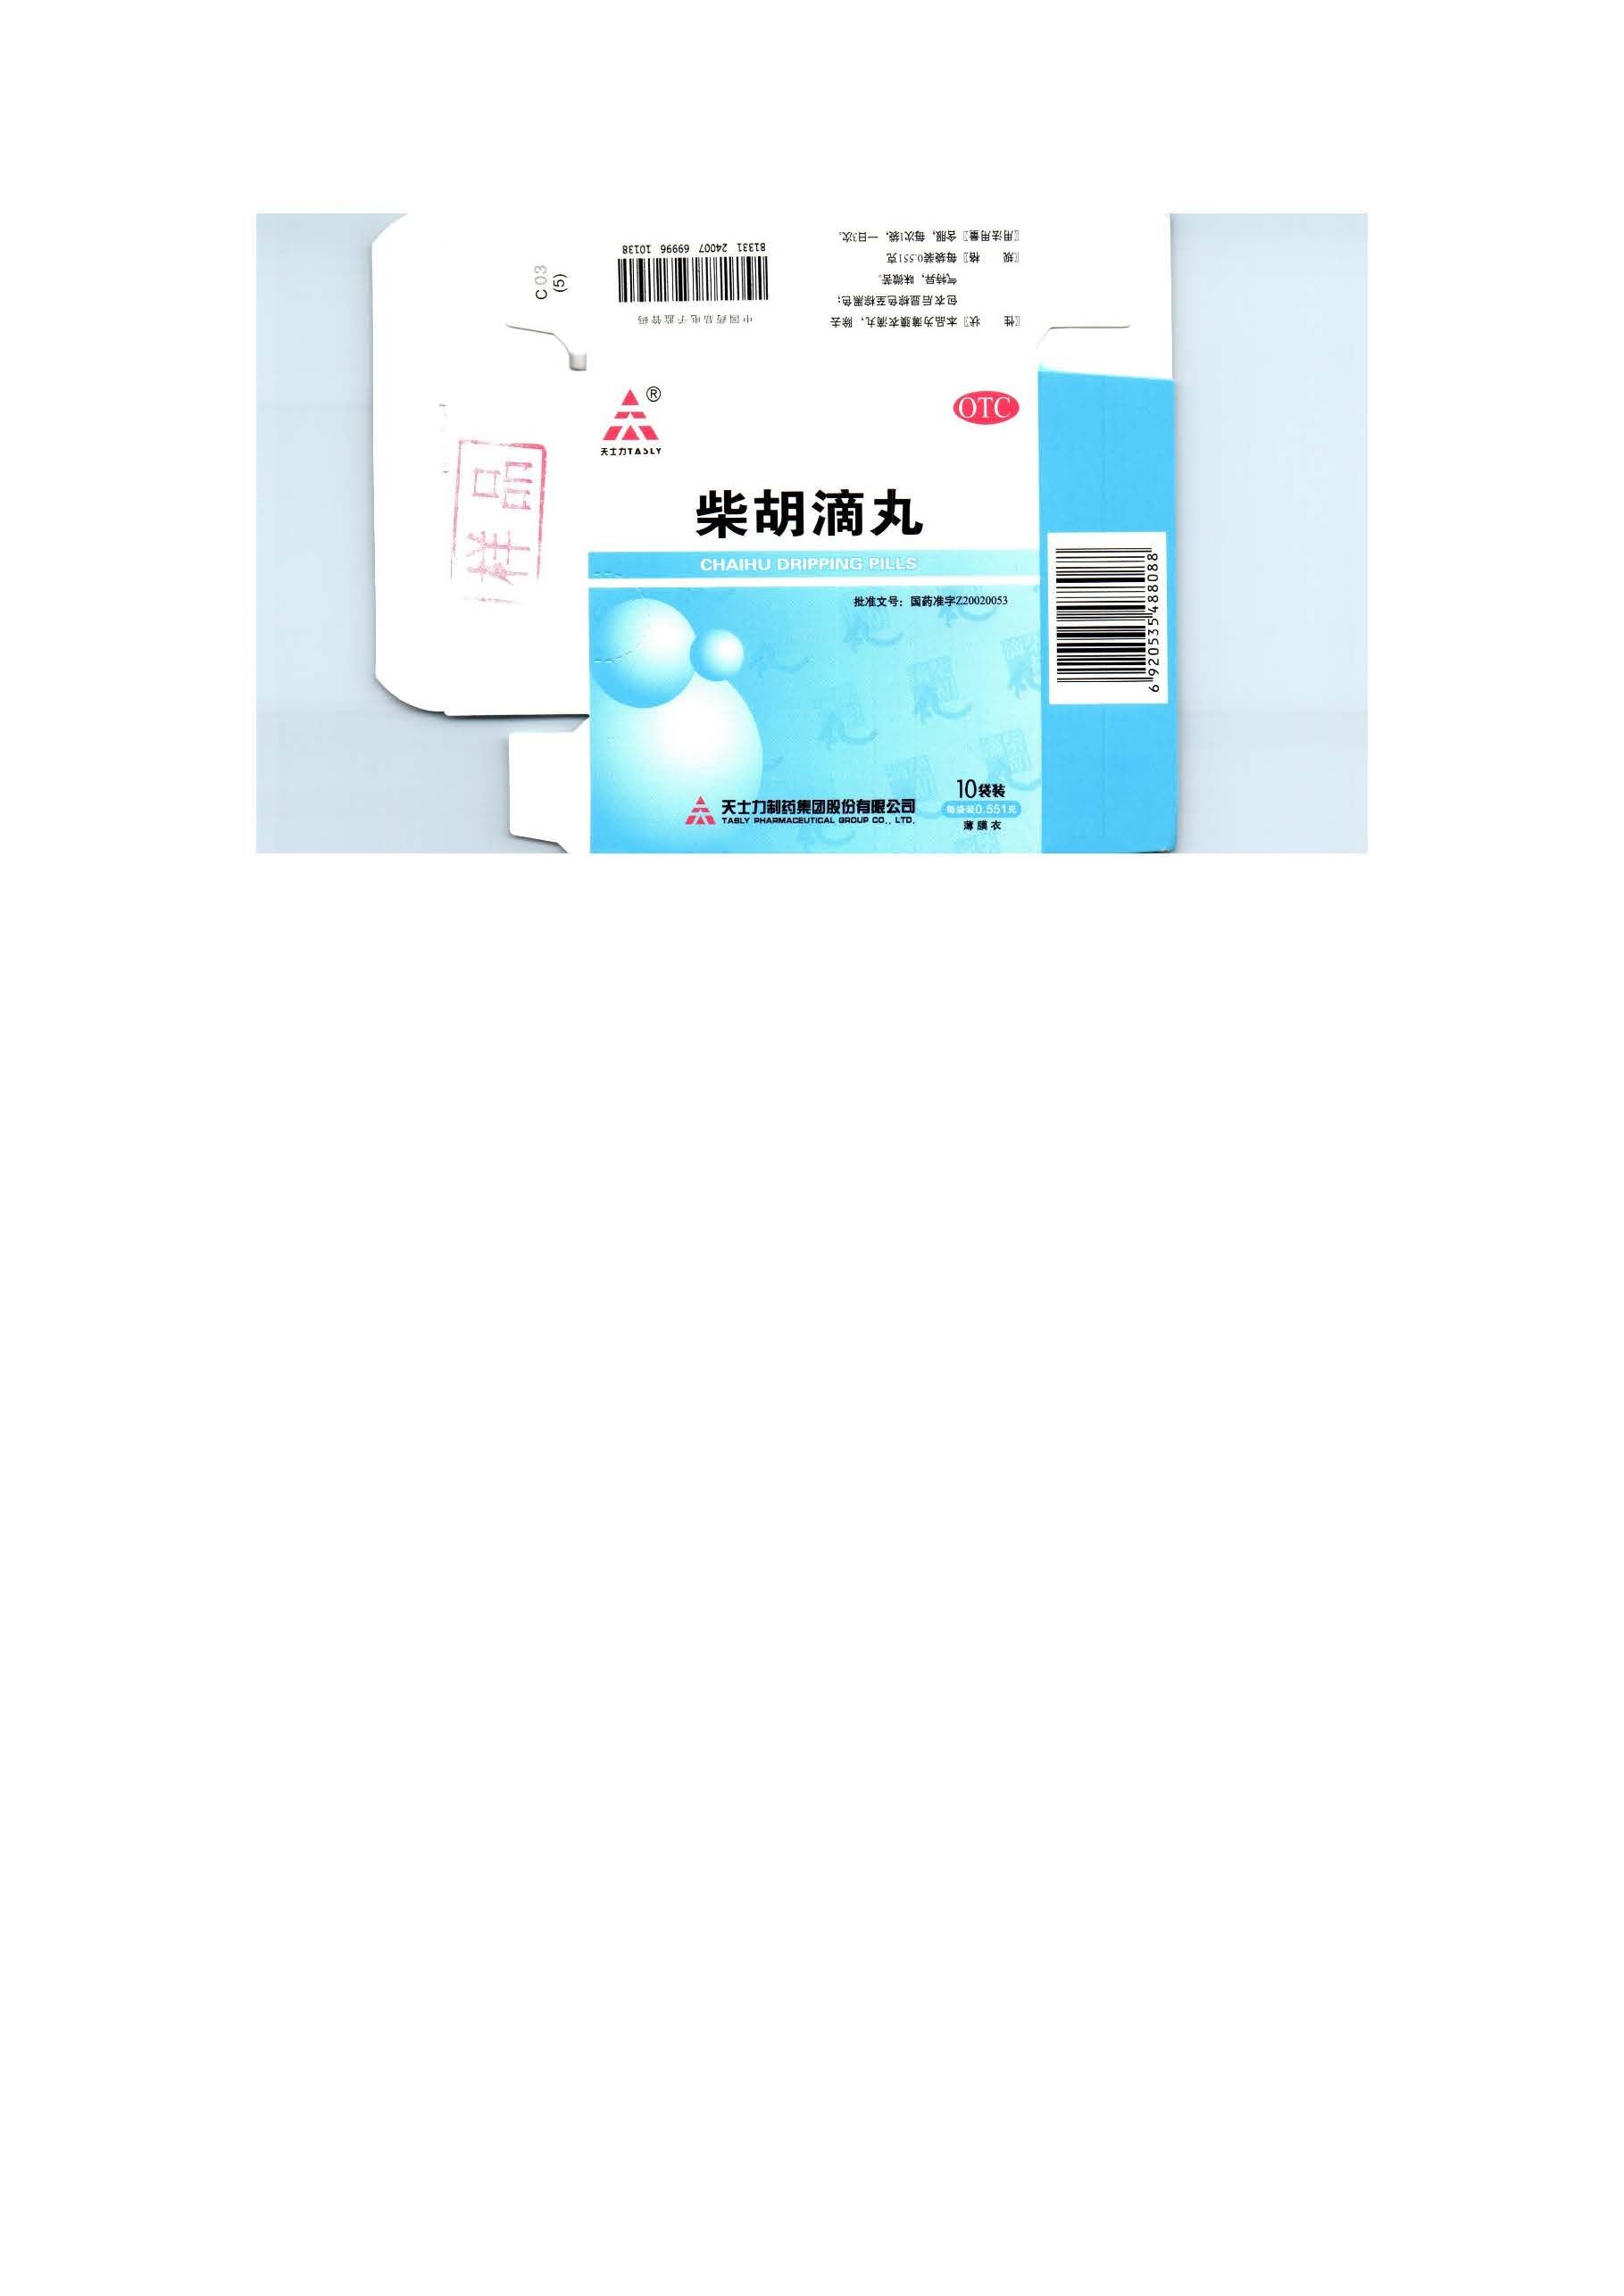 〖用法用量〗含服，每次1袋，一日3次。
〖规　　格〗每袋装0.551克
气特异，味微苦。
包衣后显棕色至棕黑色；
〖性　　状〗本品为薄膜衣滴丸，除去
81331 24007 69996 10138
中国药品电子监管码
C 03
(5)
®
天士力TASLY
OTC
样品
柴胡滴丸
CHAIHU DRIPPING PILLS
批准文号：国药准字Z20020053
6 920535 488088
10袋装
每袋装0.551克
薄膜衣
天士力制药集团股份有限公司
TASLY PHARMACEUTICAL GROUP CO., LTD.